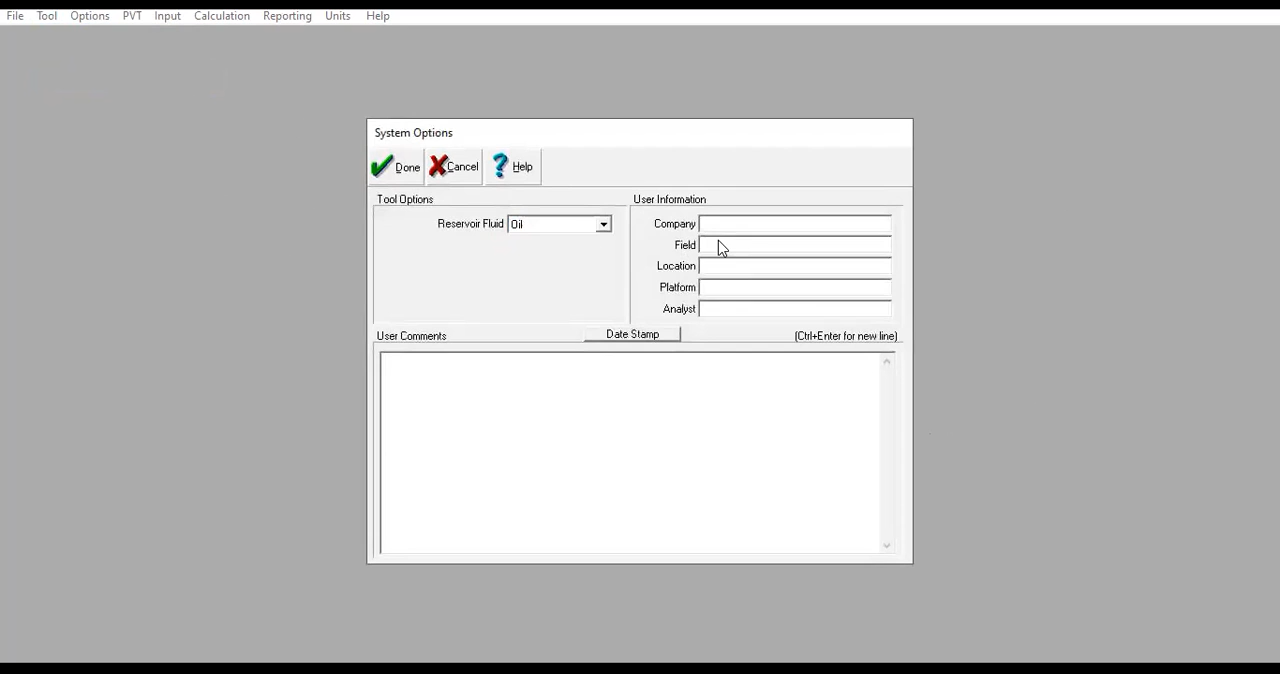 File Tool Options PVT Input Calculation Reporting Units Help
System Options
Done Cancel Help
Tool Options
Reservoir Fluid Oil
User Information
Company
Field
Location
Platform
Analyst
User Comments Date Stamp (Ctrl+Enter for new line)